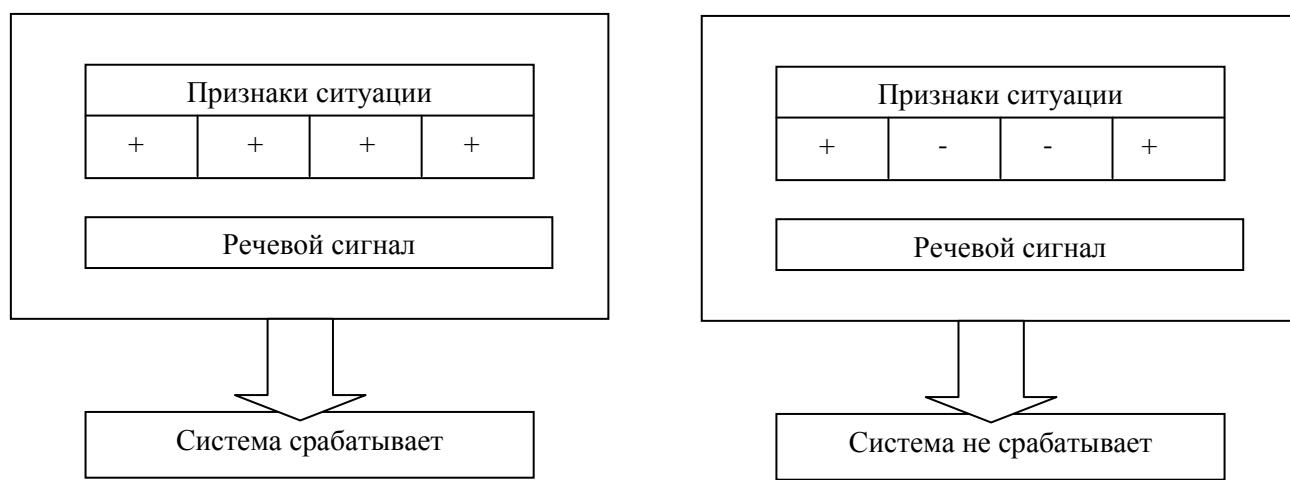 Признаки ситуации
+ + + +
Речевой сигнал
Система срабатывает
Признаки ситуации
+ - - +
Речевой сигнал
Система не срабатывает